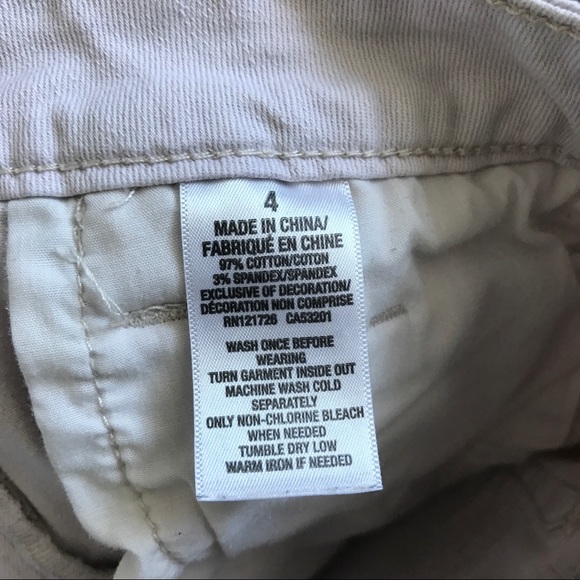 4
MADE IN CHINA/
FABRIQUÉ EN CHINE
97% COTTON/COTON
3% SPANDEX/SPANDEX
EXCLUSIVE OF DECORATION/
DÉCORATION NON COMPRISE
RN121726 CA53201
WASH ONCE BEFORE
WEARING
TURN GARMENT INSIDE OUT
MACHINE WASH COLD
SEPARATELY
ONLY NON-CHLORINE BLEACH
WHEN NEEDED
TUMBLE DRY LOW
WARM IRON IF NEEDED